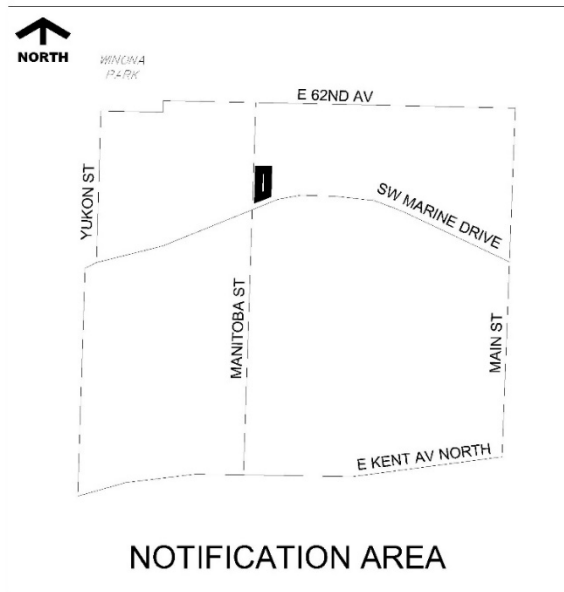 NORTH
WINONA
PARK
E 62ND AV
YUKON ST
SW MARINE DRIVE
MANITOBA ST
MAIN ST
E KENT AV NORTH
NOTIFICATION AREA